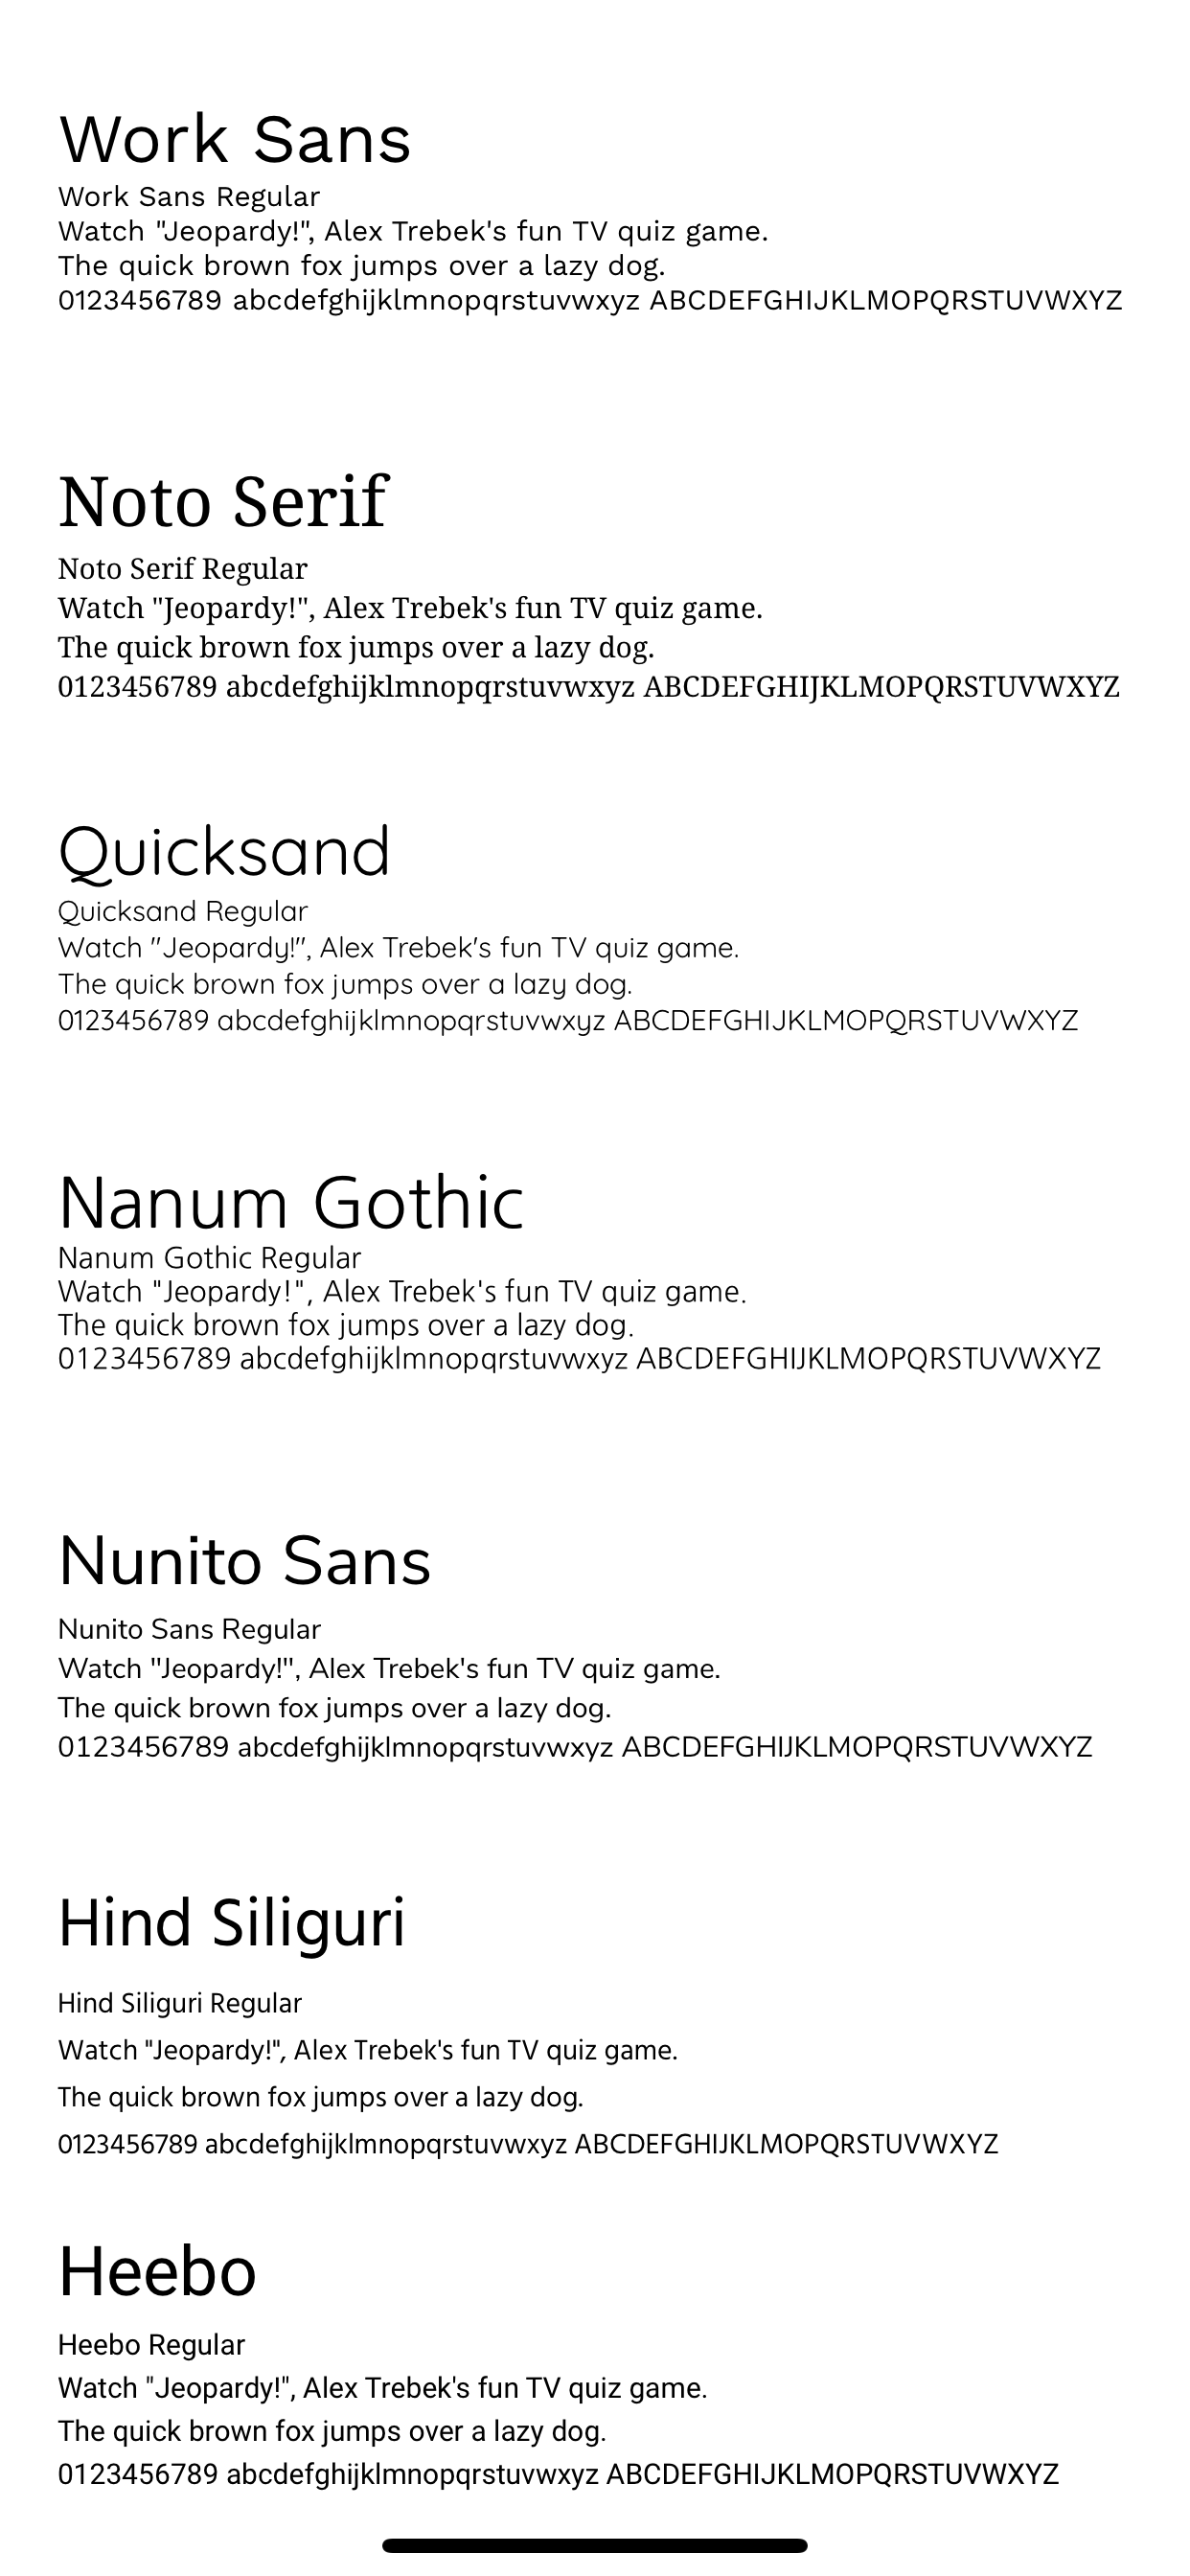 Work Sans
Work Sans Regular
Watch "Jeopardy!", Alex Trebek's fun TV quiz game.
The quick brown fox jumps over a lazy dog.
0123456789 abcdefghijklmnopqrstuvwxyz ABCDEFGHIJKLMOPQRSTUVWXYZ
Noto Serif
Noto Serif Regular
Watch "Jeopardy!", Alex Trebek's fun TV quiz game.
The quick brown fox jumps over a lazy dog.
0123456789 abcdefghijklmnopqrstuvwxyz ABCDEFGHIJKLMOPQRSTUVWXYZ
Quicksand
Quicksand Regular
Watch "Jeopardy!", Alex Trebek's fun TV quiz game.
The quick brown fox jumps over a lazy dog.
0123456789 abcdefghijklmnopqrstuvwxyz ABCDEFGHIJKLMOPQRSTUVWXYZ
Nanum Gothic
Nanum Gothic Regular
Watch "Jeopardy!", Alex Trebek's fun TV quiz game.
The quick brown fox jumps over a lazy dog.
0123456789 abcdefghijklmnopqrstuvwxyz ABCDEFGHIJKLMOPQRSTUVWXYZ
Nunito Sans
Nunito Sans Regular
Watch "Jeopardy!", Alex Trebek's fun TV quiz game.
The quick brown fox jumps over a lazy dog.
0123456789 abcdefghijklmnopqrstuvwxyz ABCDEFGHIJKLMOPQRSTUVWXYZ
Hind Siliguri
Hind Siliguri Regular
Watch "Jeopardy!", Alex Trebek's fun TV quiz game.
The quick brown fox jumps over a lazy dog.
0123456789 abcdefghijklmnopqrstuvwxyz ABCDEFGHIJKLMOPQRSTUVWXYZ
Heebo
Heebo Regular
Watch "Jeopardy!", Alex Trebek's fun TV quiz game.
The quick brown fox jumps over a lazy dog.
0123456789 abcdefghijklmnopqrstuvwxyz ABCDEFGHIJKLMOPQRSTUVWXYZ